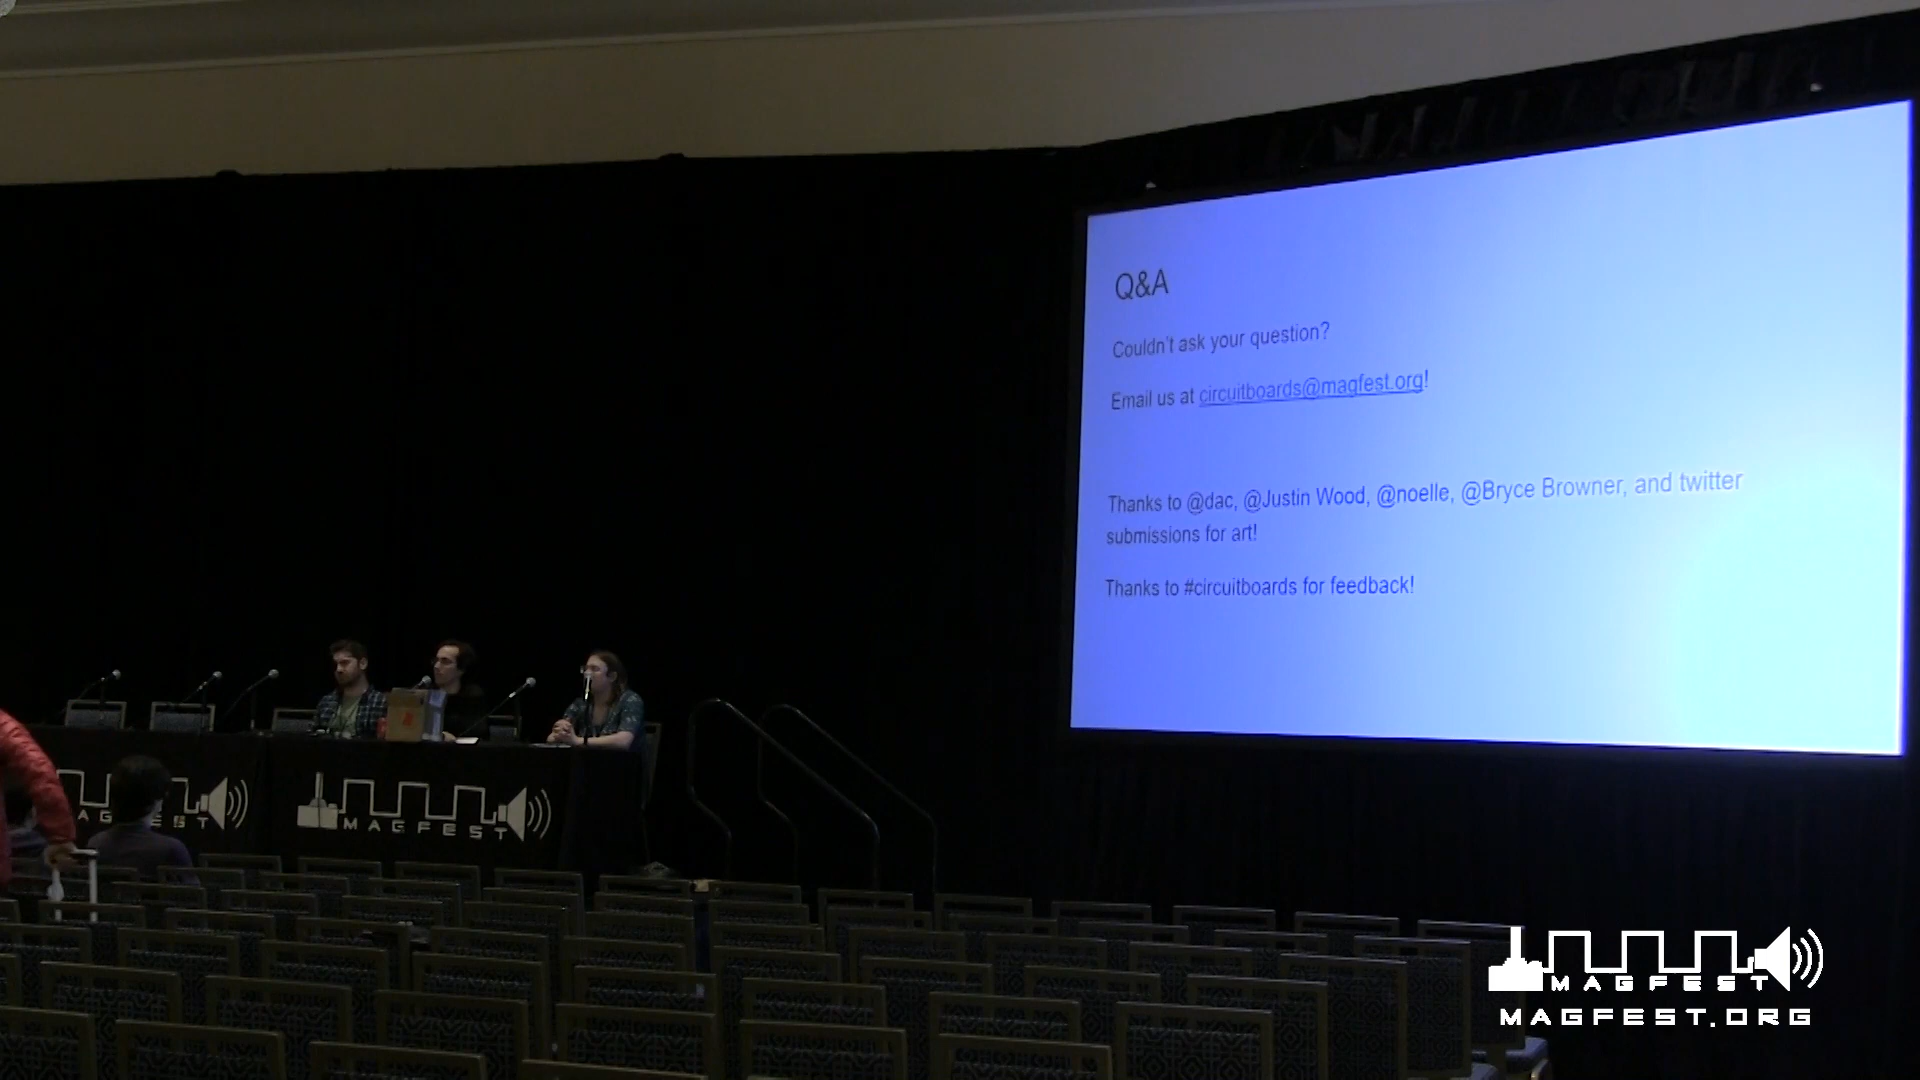 Q&A
Couldn't ask your question?
Email us at circuitboards@magfest.org!
Thanks to @dac, @Justin Wood, @noelle, @Bryce Browner, and twitter
submissions for art!
Thanks to #circuitboards for feedback!
MAGFEST
MAGFEST
MAGFEST
MAGFEST.ORG